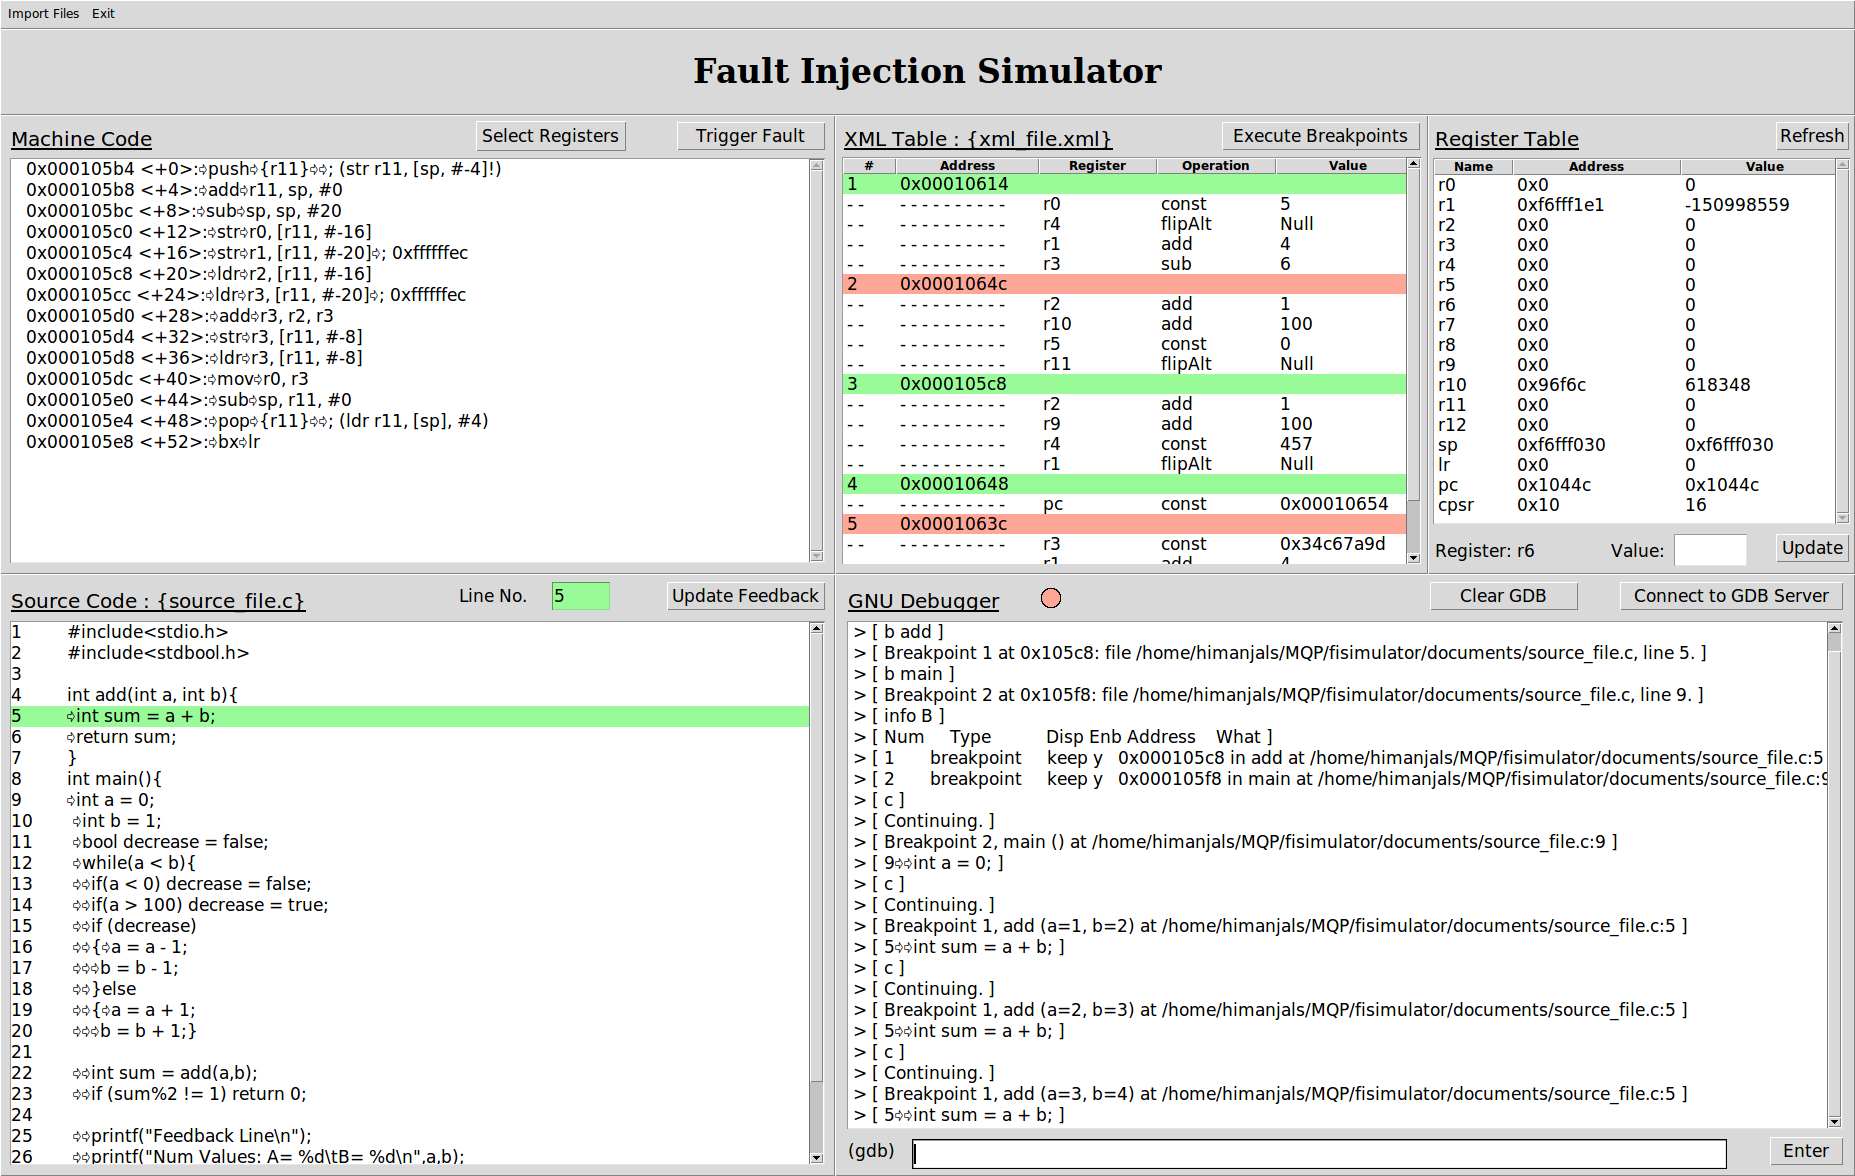 Import Files Exit
Fault Injection Simulator
Machine Code Select Registers Trigger Fault
0x000105b4 <+0>:➩push➩{r11}➩➩; (str r11, [sp, #-4]!)
0x000105b8 <+4>:➩add➩r11, sp, #0
0x000105bc <+8>:➩sub➩sp, sp, #20
0x000105c0 <+12>:➩str➩r0, [r11, #-16]
0x000105c4 <+16>:➩str➩r1, [r11, #-20]➩; 0xffffffec
0x000105c8 <+20>:➩ldr➩r2, [r11, #-16]
0x000105cc <+24>:➩ldr➩r3, [r11, #-20]➩; 0xffffffec
0x000105d0 <+28>:➩add➩r3, r2, r3
0x000105d4 <+32>:➩str➩r3, [r11, #-8]
0x000105d8 <+36>:➩ldr➩r3, [r11, #-8]
0x000105dc <+40>:➩mov➩r0, r3
0x000105e0 <+44>:➩sub➩sp, r11, #0
0x000105e4 <+48>:➩pop➩{r11}➩➩; (ldr r11, [sp], #4)
0x000105e8 <+52>:➩bx➩lr
XML Table : {xml_file.xml} Execute Breakpoints
# Address Register Operation Value
1 0x00010614
-- ---------- r0 const 5
-- ---------- r4 flipAlt Null
-- ---------- r1 add 4
-- ---------- r3 sub 6
2 0x0001064c
-- ---------- r2 add 1
-- ---------- r10 add 100
-- ---------- r5 const 0
-- ---------- r11 flipAlt Null
3 0x000105c8
-- ---------- r2 add 1
-- ---------- r9 add 100
-- ---------- r4 const 457
-- ---------- r1 flipAlt Null
4 0x00010648
-- ---------- pc const 0x00010654
5 0x0001063c
-- ---------- r3 const 0x34c67a9d
-- ---------- r1 add 4
Register Table Refresh
Name Address Value
r0 0x0 0
r1 0xf6fff1e1 -150998559
r2 0x0 0
r3 0x0 0
r4 0x0 0
r5 0x0 0
r6 0x0 0
r7 0x0 0
r8 0x0 0
r9 0x0 0
r10 0x96f6c 618348
r11 0x0 0
r12 0x0 0
sp 0xf6fff030 0xf6fff030
lr 0x0 0
pc 0x1044c 0x1044c
cpsr 0x10 16
Register: r6 Value: Update
Source Code : {source_file.c} Line No. 5 Update Feedback
1 #include<stdio.h>
2 #include<stdbool.h>
3
4 int add(int a, int b){
5 ➩int sum = a + b;
6 ➩return sum;
7 }
8 int main(){
9 ➩int a = 0;
10 ➩int b = 1;
11 ➩bool decrease = false;
12 ➩while(a < b){
13 ➩➩if(a < 0) decrease = false;
14 ➩➩if(a > 100) decrease = true;
15 ➩➩if (decrease)
16 ➩➩{➩a = a - 1;
17 ➩➩➩b = b - 1;
18 ➩➩}else
19 ➩➩{➩a = a + 1;
20 ➩➩➩b = b + 1;}
21
22 ➩➩int sum = add(a,b);
23 ➩➩if (sum%2 != 1) return 0;
24
25 ➩➩printf("Feedback Line\n");
26 ➩➩printf("Num Values: A= %d\tB= %d\n",a,b);
GNU Debugger Clear GDB Connect to GDB Server
> [ b add ]
> [ Breakpoint 1 at 0x105c8: file /home/himanjals/MQP/fisimulator/documents/source_file.c, line 5. ]
> [ b main ]
> [ Breakpoint 2 at 0x105f8: file /home/himanjals/MQP/fisimulator/documents/source_file.c, line 9. ]
> [ info B ]
> [ Num Type Disp Enb Address What ]
> [ 1 breakpoint keep y 0x000105c8 in add at /home/himanjals/MQP/fisimulator/documents/source_file.c:5
> [ 2 breakpoint keep y 0x000105f8 in main at /home/himanjals/MQP/fisimulator/documents/source_file.c:9
> [ c ]
> [ Continuing. ]
> [ Breakpoint 2, main () at /home/himanjals/MQP/fisimulator/documents/source_file.c:9 ]
> [ 9➩➩int a = 0; ]
> [ c ]
> [ Continuing. ]
> [ Breakpoint 1, add (a=1, b=2) at /home/himanjals/MQP/fisimulator/documents/source_file.c:5 ]
> [ 5➩➩int sum = a + b; ]
> [ c ]
> [ Continuing. ]
> [ Breakpoint 1, add (a=2, b=3) at /home/himanjals/MQP/fisimulator/documents/source_file.c:5 ]
> [ 5➩➩int sum = a + b; ]
> [ c ]
> [ Continuing. ]
> [ Breakpoint 1, add (a=3, b=4) at /home/himanjals/MQP/fisimulator/documents/source_file.c:5 ]
> [ 5➩➩int sum = a + b; ]
(gdb) Enter